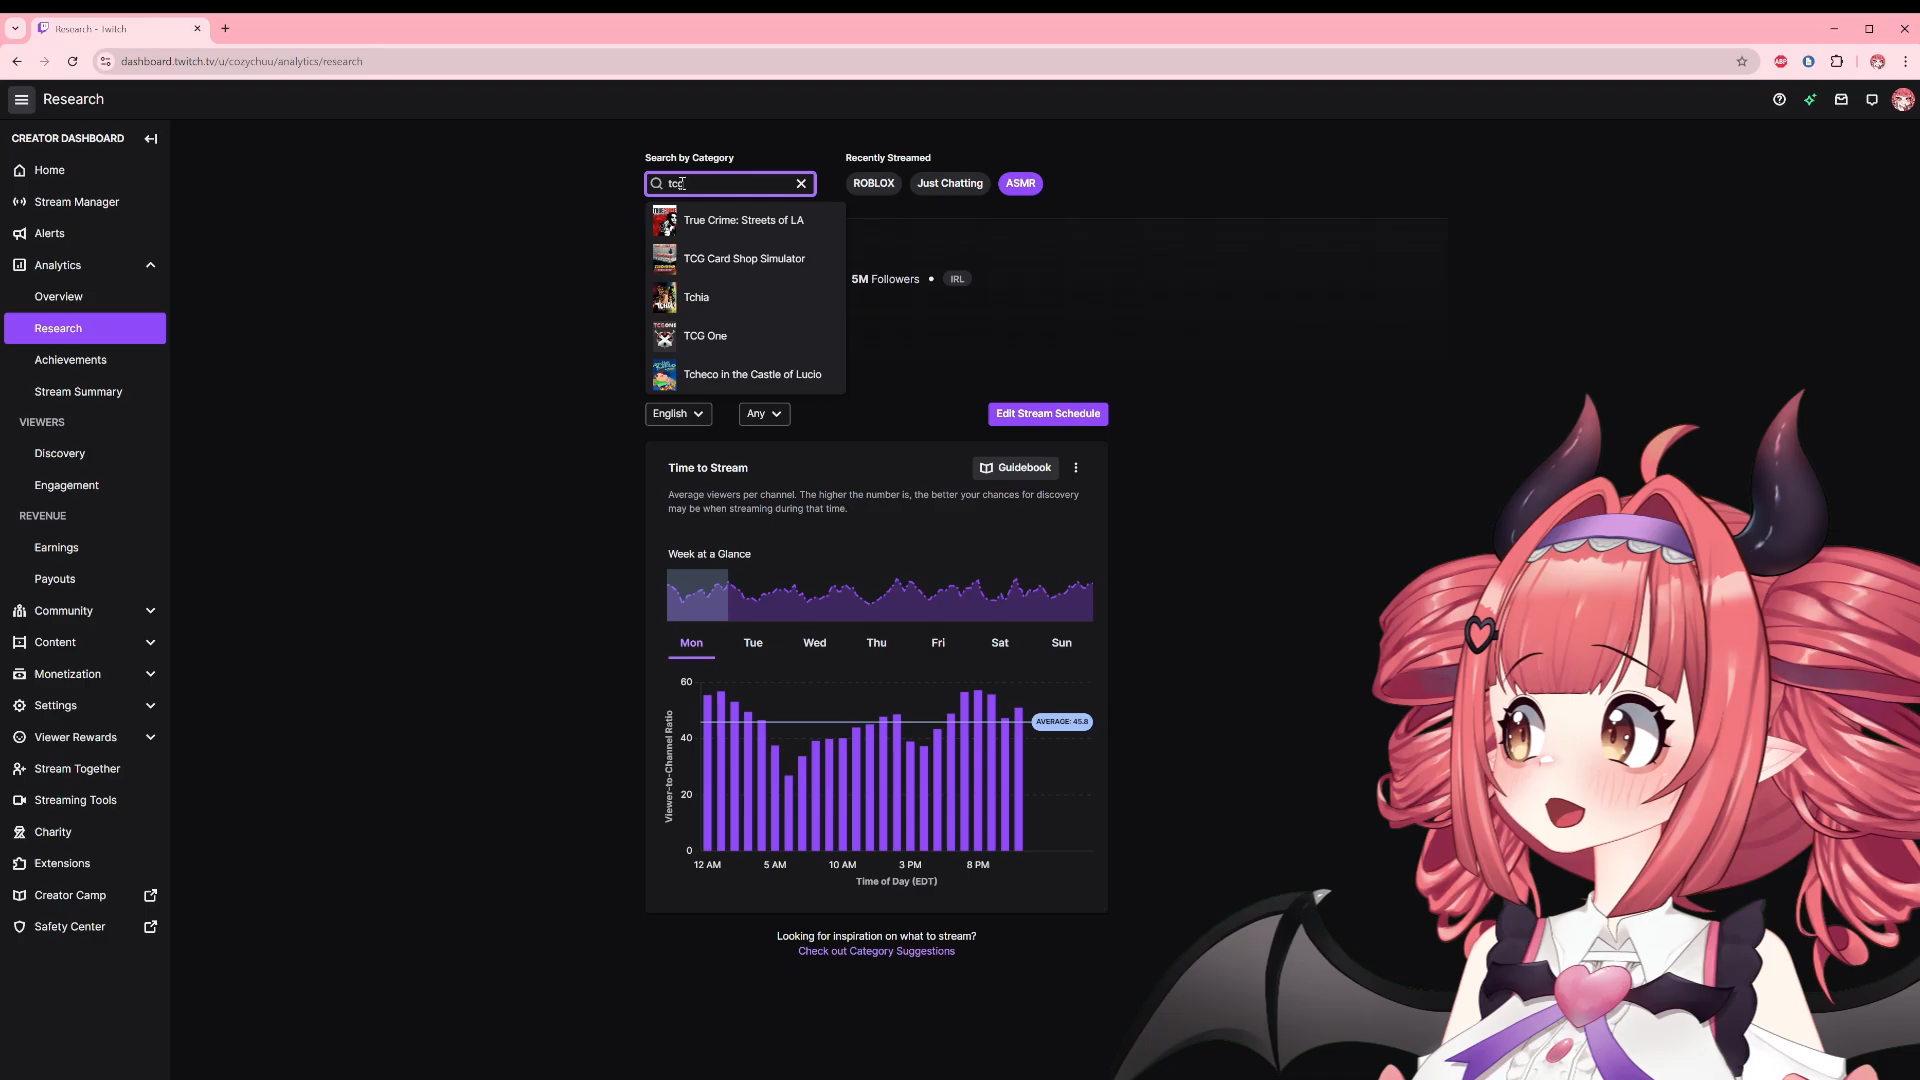 Research - Twitch
dashboard.twitch.tv/u/cozychuu/analytics/research
ABP
Research
CREATOR DASHBOARD
Home
Stream Manager
Alerts
Analytics
Overview
Research
Achievements
Stream Summary
VIEWERS
Discovery
Engagement
REVENUE
Earnings
Payouts
Community
Content
Monetization
Settings
Viewer Rewards
Stream Together
Streaming Tools
Charity
Extensions
Creator Camp
Safety Center
Search by Category
Recently Streamed
tcg
ROBLOX
Just Chatting
ASMR
True Crime: Streets of LA
TCG Card Shop Simulator
Tchia
TCG One
Tcheco in the Castle of Lucio
5M Followers • IRL
English
Any
Edit Stream Schedule
Time to Stream
Guidebook
Average viewers per channel. The higher the number is, the better your chances for discovery
may be when streaming during that time.
Week at a Glance
Mon Tue Wed Thu Fri Sat Sun
60
40
20
0
Viewer-to-Channel Ratio
AVERAGE: 45.8
12 AM 5 AM 10 AM 3 PM 8 PM
Time of Day (EDT)
Looking for inspiration on what to stream?
Check out Category Suggestions